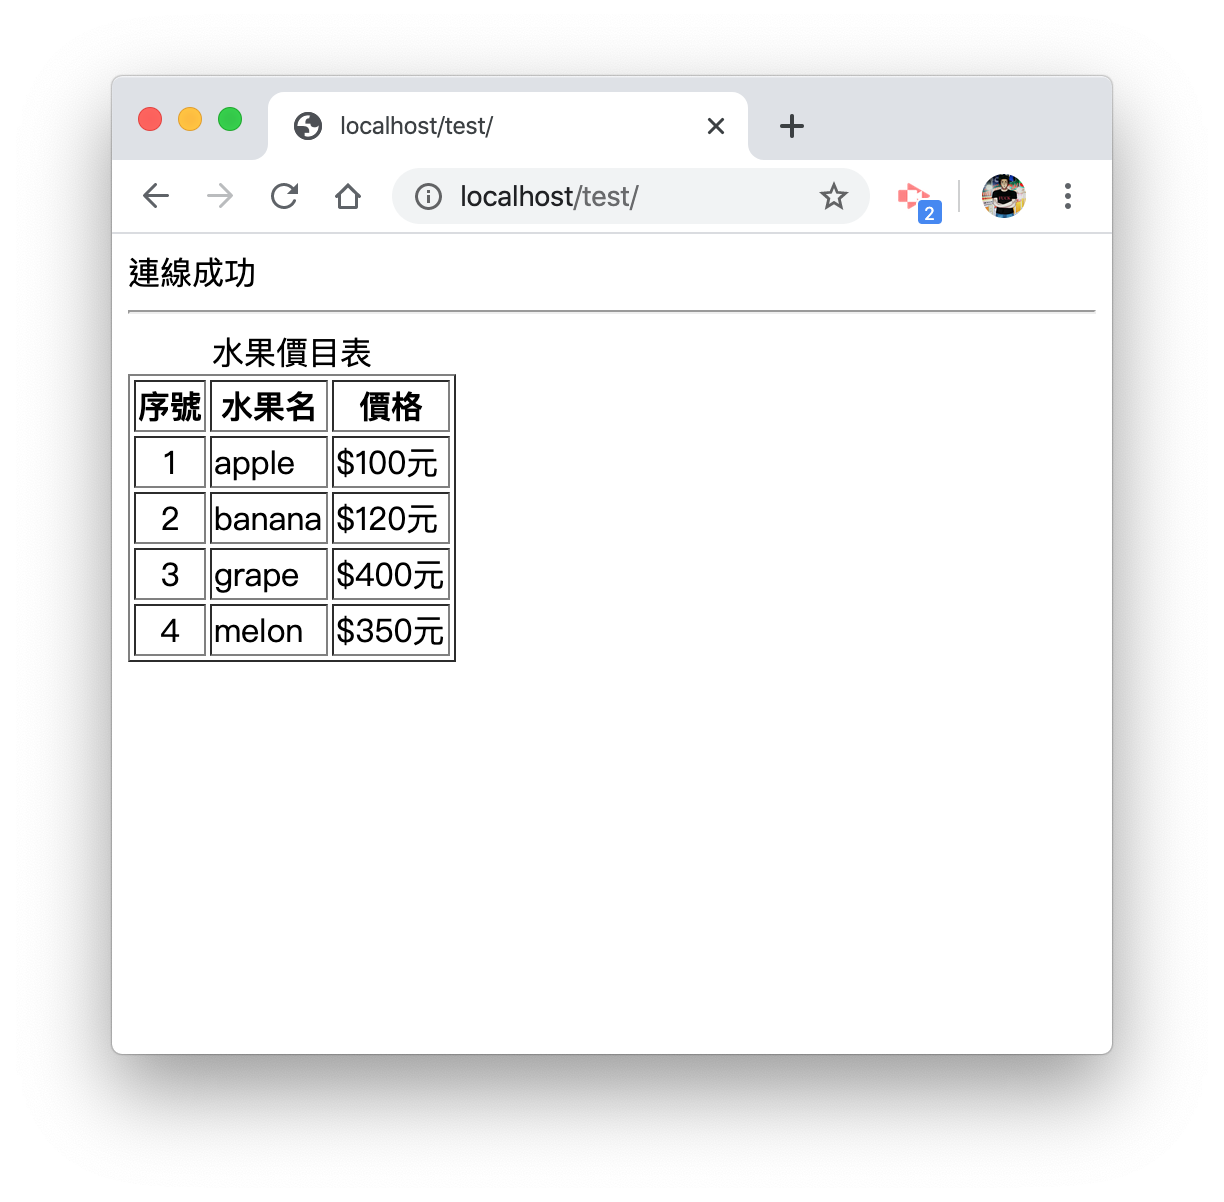 localhost/test/
localhost/test/
2
連線成功
水果價目表
序號 水果名 價格
1 apple $100元
2 banana $120元
3 grape $400元
4 melon $350元